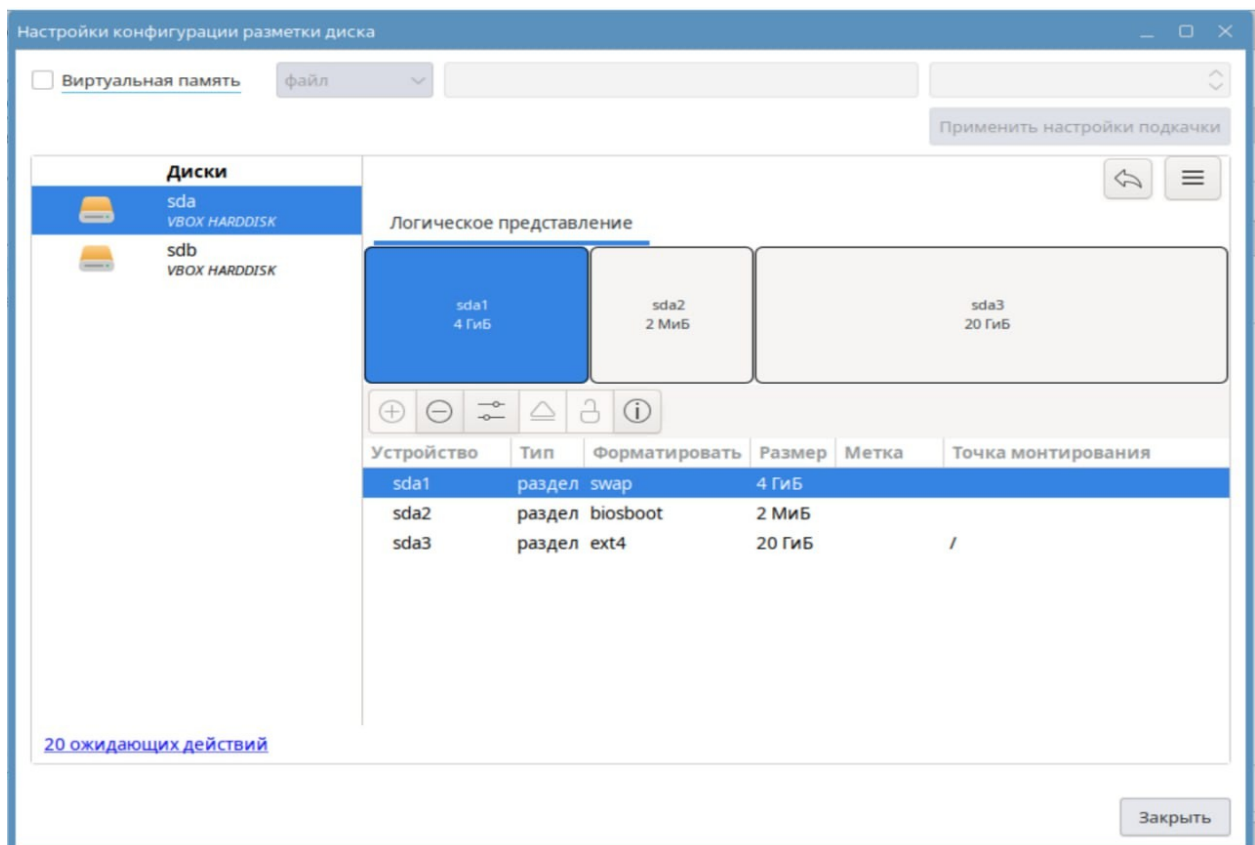 Настройки конфигурации разметки диска
Виртуальная память файл
Применить настройки подкачки
Диски
sda
VBOX HARDDISK
sdb
VBOX HARDDISK
Логическое представление
sda1
4 ГиБ
sda2
2 МиБ
sda3
20 ГиБ
Устройство Тип Форматировать Размер Метка Точка монтирования
sda1 раздел swap 4 ГиБ
sda2 раздел biosboot 2 МиБ
sda3 раздел ext4 20 ГиБ /
20 ожидающих действий
Закрыть